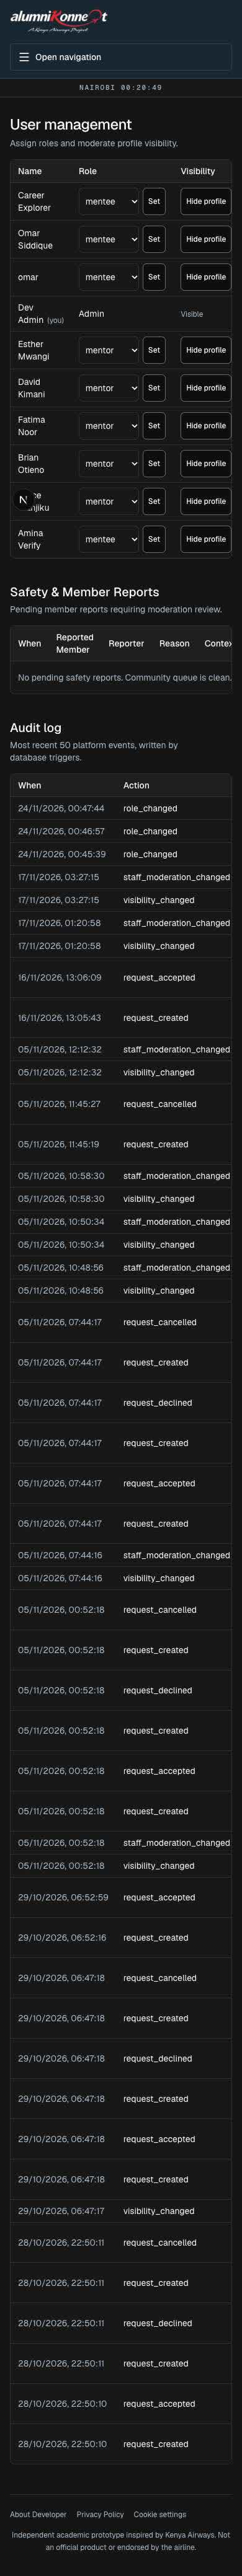 alumniKonnect
A Kenya Airways Project
Open navigation
NAIROBI 00:20:49
User management
Assign roles and moderate profile visibility.
Name Role Visibility
Career Explorer mentee Set Hide profile
Omar Siddique mentee Set Hide profile
omar mentee Set Hide profile
Dev Admin (you) Admin Visible
Esther Mwangi mentor Set Hide profile
David Kimani mentor Set Hide profile
Fatima Noor mentor Set Hide profile
Brian Otieno mentor Set Hide profile
N mentor Set Hide profile
Amina Verify mentee Set Hide profile
Safety & Member Reports
Pending member reports requiring moderation review.
When Reported Member Reporter Reason
No pending safety reports. Community queue is clean.
Audit log
Most recent 50 platform events, written by
database triggers.
When Action
24/11/2026, 00:47:44 role_changed
24/11/2026, 00:46:57 role_changed
24/11/2026, 00:45:39 role_changed
17/11/2026, 03:27:15 staff_moderation_changed
17/11/2026, 03:27:15 visibility_changed
17/11/2026, 01:20:58 staff_moderation_changed
17/11/2026, 01:20:58 visibility_changed
16/11/2026, 13:06:09 request_accepted
16/11/2026, 13:05:43 request_created
05/11/2026, 12:12:32 staff_moderation_changed
05/11/2026, 12:12:32 visibility_changed
05/11/2026, 11:45:27 request_cancelled
05/11/2026, 11:45:19 request_created
05/11/2026, 10:58:30 staff_moderation_changed
05/11/2026, 10:58:30 visibility_changed
05/11/2026, 10:50:34 staff_moderation_changed
05/11/2026, 10:50:34 visibility_changed
05/11/2026, 10:48:56 staff_moderation_changed
05/11/2026, 10:48:56 visibility_changed
05/11/2026, 07:44:17 request_cancelled
05/11/2026, 07:44:17 request_created
05/11/2026, 07:44:17 request_declined
05/11/2026, 07:44:17 request_created
05/11/2026, 07:44:17 request_accepted
05/11/2026, 07:44:17 request_created
05/11/2026, 07:44:16 staff_moderation_changed
05/11/2026, 07:44:16 visibility_changed
05/11/2026, 00:52:18 request_cancelled
05/11/2026, 00:52:18 request_created
05/11/2026, 00:52:18 request_declined
05/11/2026, 00:52:18 request_created
05/11/2026, 00:52:18 request_accepted
05/11/2026, 00:52:18 request_created
05/11/2026, 00:52:18 staff_moderation_changed
05/11/2026, 00:52:18 visibility_changed
29/10/2026, 06:52:59 request_accepted
29/10/2026, 06:52:16 request_created
29/10/2026, 06:47:18 request_cancelled
29/10/2026, 06:47:18 request_created
29/10/2026, 06:47:18 request_declined
29/10/2026, 06:47:18 request_created
29/10/2026, 06:47:18 request_accepted
29/10/2026, 06:47:18 request_created
29/10/2026, 06:47:17 visibility_changed
28/10/2026, 22:50:11 request_cancelled
28/10/2026, 22:50:11 request_created
28/10/2026, 22:50:11 request_declined
28/10/2026, 22:50:11 request_created
28/10/2026, 22:50:10 request_accepted
28/10/2026, 22:50:10 request_created
About Developer Privacy Policy Cookie settings
Independent academic prototype inspired by Kenya Airways. Not
an official product or endorsed by the airline.